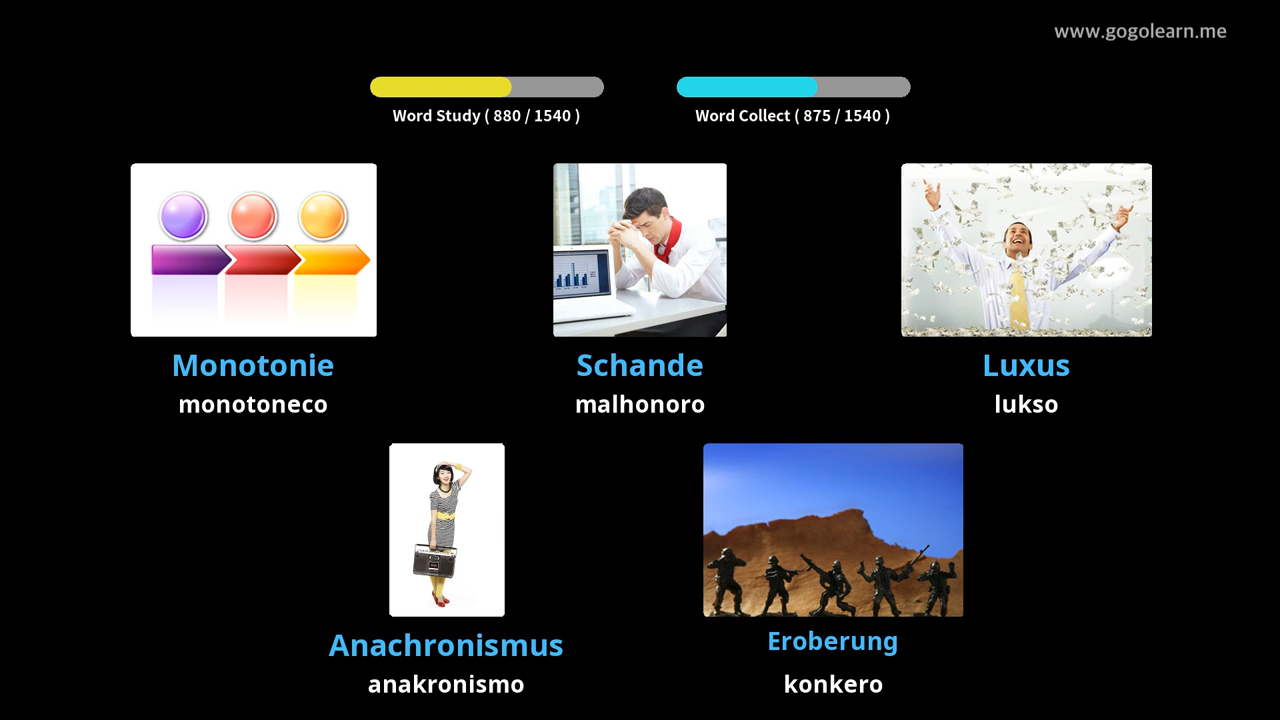 www.gogolearn.me
Word Study ( 880 / 1540 )
Word Collect ( 875 / 1540 )
Monotonie
monotoneco
Schande
malhonoro
Luxus
lukso
Anachronismus
anakronismo
Eroberung
konkero